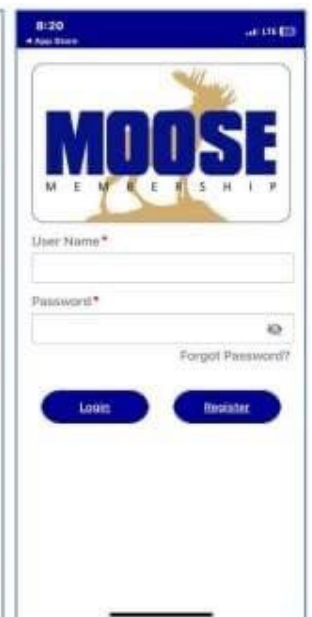 8:20
LTE
◀ App Store
MOOSE
MEMBERSHIP
User Name*
Password*
Forgot Password?
Login
Register